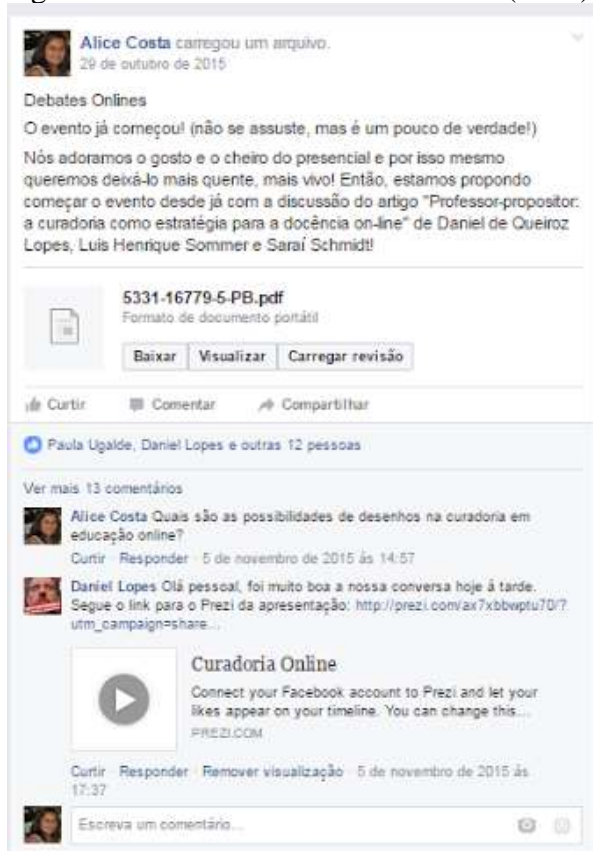 Alice Costa carregou um arquivo.
29 de outubro de 2015
Debates Onlines
O evento já começou! (não se assuste, mas é um pouco de verdade!)
Nós adoramos o gosto e o cheiro do presencial e por isso mesmo
queremos deixá-lo mais quente, mais vivo! Então, estamos propondo
começar o evento desde já com a discussão do artigo "Professor-propositor:
a curadoria como estratégia para a docência on-line" de Daniel de Queiroz
Lopes, Luis Henrique Sommer e Saraí Schmidt!
5331-16779-5-PB.pdf
Formato de documento portátil
Baixar Visualizar Carregar revisão
Curtir Comentar Compartilhar
Paula Ugalde, Daniel Lopes e outras 12 pessoas
Ver mais 13 comentários
Alice Costa Quais são as possibilidades de desenhos na curadoria em
educação online?
Curtir · Responder · 5 de novembro de 2015 às 14:57
Daniel Lopes Olá pessoal, foi muito boa a nossa conversa hoje á tarde.
Segue o link para o Prezi da apresentação: http://prezi.com/ax7xbbwptu70/?
utm_campaign=share...
Curadoria Online
Connect your Facebook account to Prezi and let your
likes appear on your timeline. You can change this...
PREZI.COM
Curtir · Responder · Remover visualização · 5 de novembro de 2015 às
17:37
Escreva um comentário...